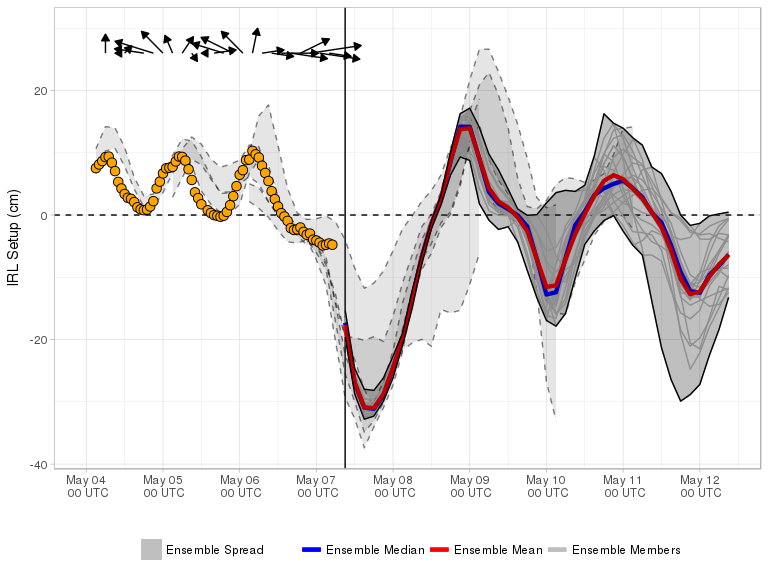 IRL Setup (cm)
20
0
-20
-40
May 04 May 05 May 06 May 07 May 08 May 09 May 10 May 11 May 12
00 UTC 00 UTC 00 UTC 00 UTC 00 UTC 00 UTC 00 UTC 00 UTC 00 UTC
Ensemble Spread Ensemble Median Ensemble Mean Ensemble Members